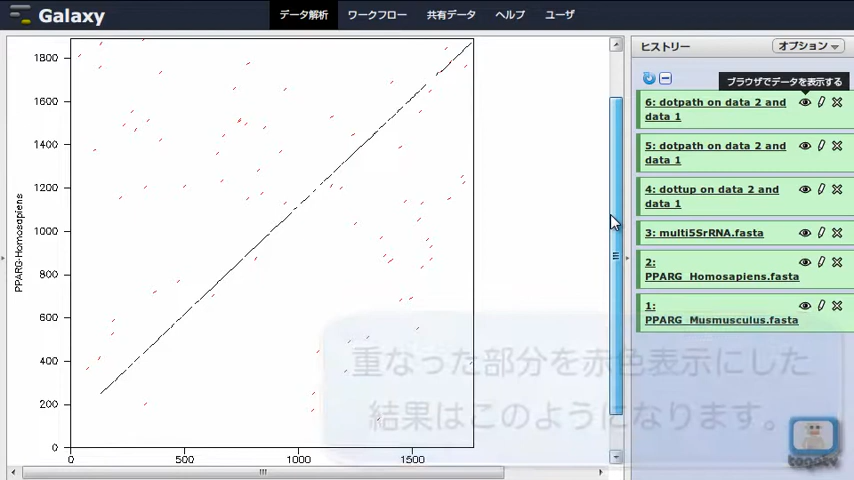 Galaxy
データ解析 ワークフロー 共有データ ヘルプ ユーザ
ヒストリー
オプション
ブラウザでデータを表示する
6: dotpath on data 2 and
data 1
5: dotpath on data 2 and
data 1
4: dottup on data 2 and
data 1
3: multi5SrRNA.fasta
2:
PPARG_Homosapiens.fasta
1:
PPARG_Musmusculus.fasta
PPARG-Homosapiens
1800
1600
1400
1200
1000
800
600
400
200
0
0 500 1000 1500
重なった部分を赤色表示にした
結果はこのようになります。
togotv